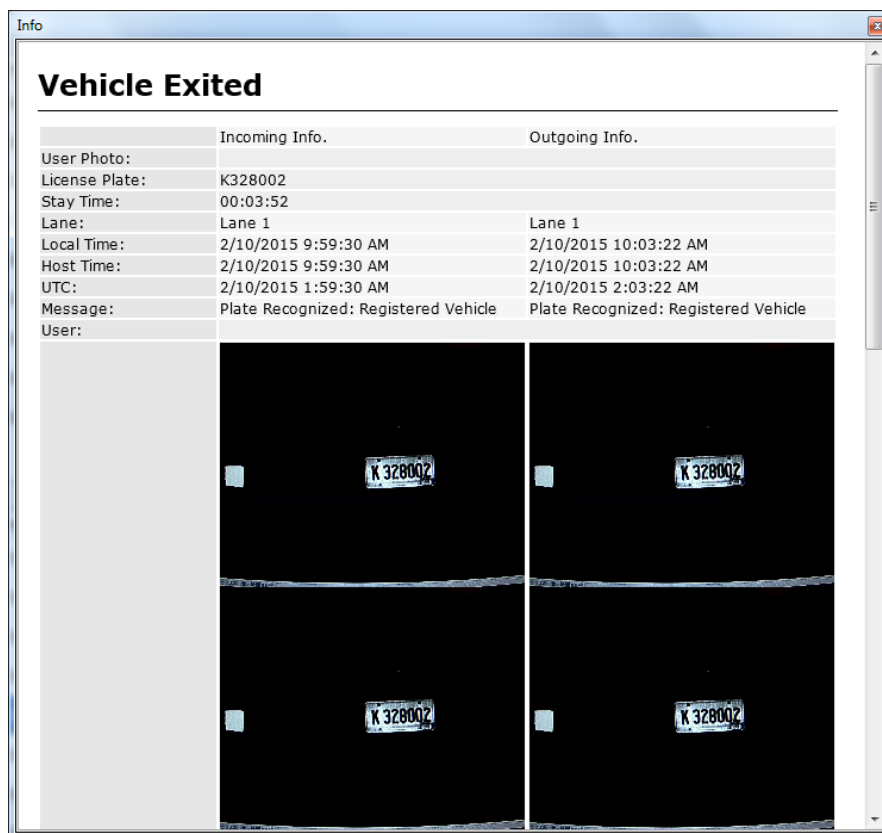 Info
Vehicle Exited
Incoming Info. Outgoing Info.
User Photo:
License Plate: K328002
Stay Time: 00:03:52
Lane: Lane 1 Lane 1
Local Time: 2/10/2015 9:59:30 AM 2/10/2015 10:03:22 AM
Host Time: 2/10/2015 9:59:30 AM 2/10/2015 10:03:22 AM
UTC: 2/10/2015 1:59:30 AM 2/10/2015 2:03:22 AM
Message: Plate Recognized: Registered Vehicle Plate Recognized: Registered Vehicle
User:
K 328002 K 328002
K 328002 K 328002